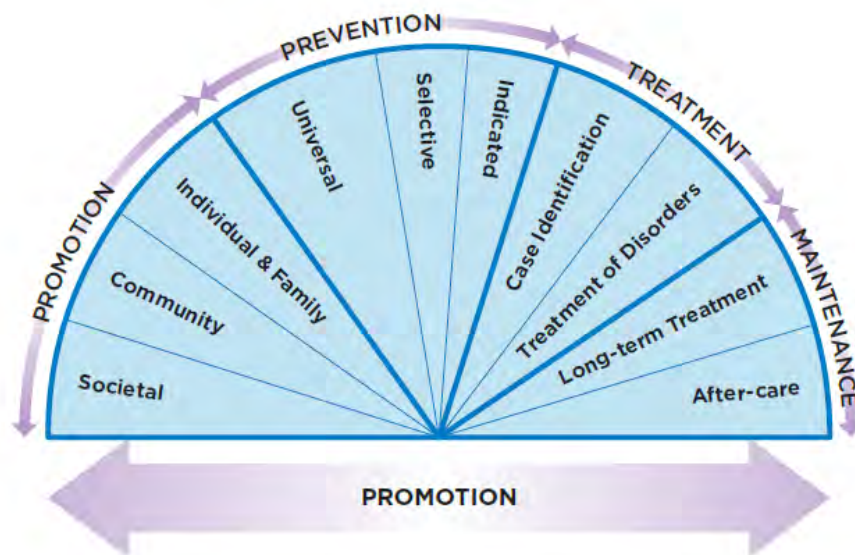 PROMOTION
PREVENTION
TREATMENT
MAINTENANCE
Societal
Community
Individual & Family
Universal
Selective
Indicated
Case Identification
Treatment of Disorders
Long-term Treatment
After-care
PROMOTION